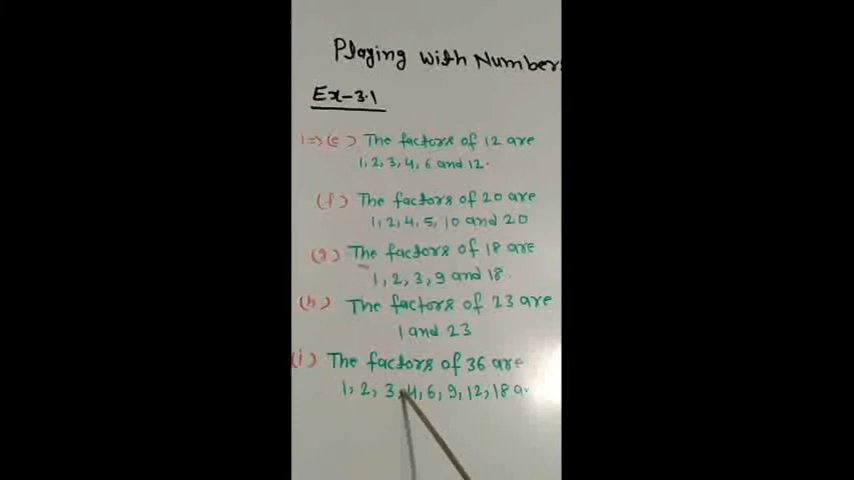 Playing with Numbers
Ex-3.1
1⇒(e) The factors of 12 are
1, 2, 3, 4, 6 and 12.
(f) The factors of 20 are
1, 2, 4, 5, 10 and 20
(g) The factors of 18 are
1, 2, 3, 9 and 18.
(h) The factors of 23 are
1 and 23
(i) The factors of 36 are
1, 2, 3, 4, 6, 9, 12, 18 a